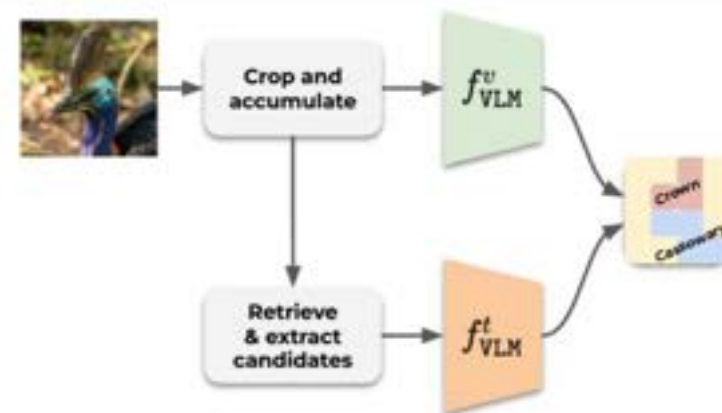 Crop and
accumulate
f^v_VLM
Crown
Cassowary
Retrieve
& extract
candidates
f^t_VLM